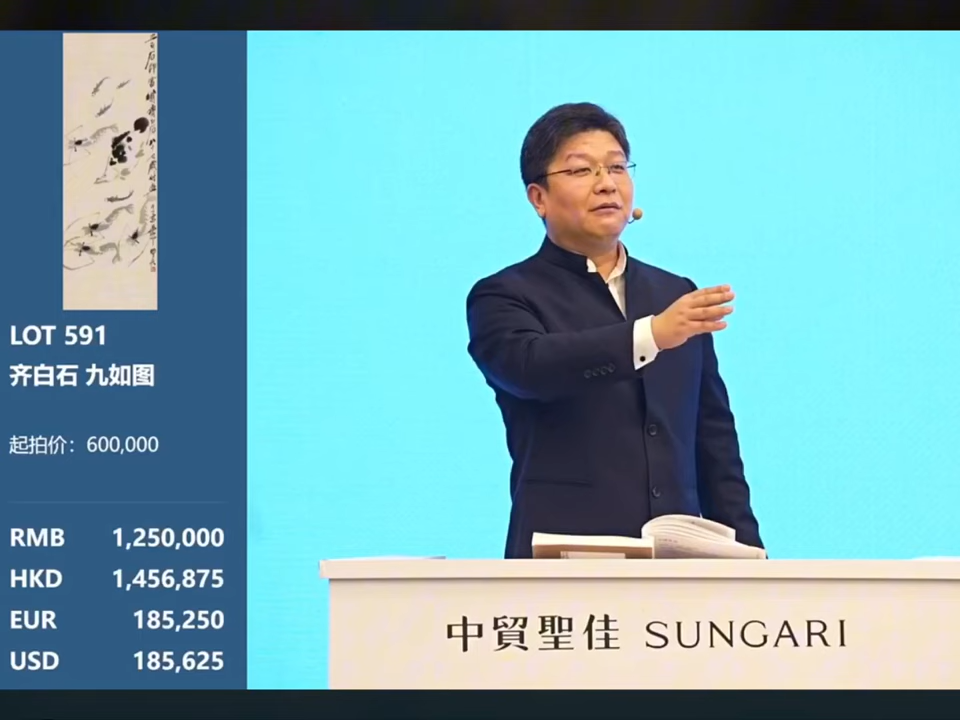 LOT 591
齐白石 九如图
起拍价：600,000
RMB 1,250,000
HKD 1,456,875
EUR 185,250
USD 185,625
中貿聖佳 SUNGARI